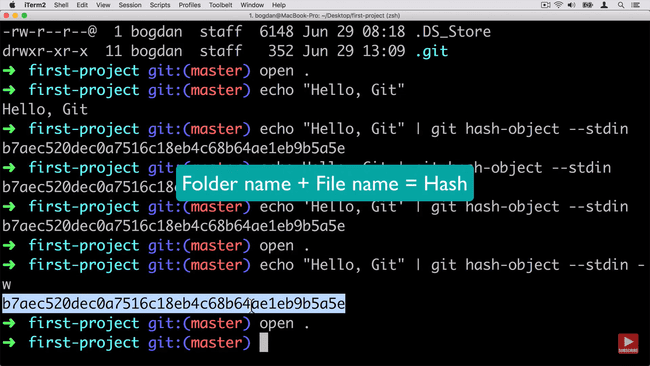 iTerm2 Shell Edit View Session Scripts Profiles Toolbelt Window Help
1. bogdan@MacBook-Pro: ~/Desktop/first-project (zsh)
-rw-r--r--@ 1 bogdan staff 6148 Jun 29 08:18 .DS_Store
drwxr-xr-x 11 bogdan staff 352 Jun 29 13:09 .git
➜ first-project git:(master) open .
➜ first-project git:(master) echo "Hello, Git"
Hello, Git
➜ first-project git:(master) echo "Hello, Git" | git hash-object --stdin
b7aec520dec0a7516c18eb4c68b64ae1eb9b5a5e
➜ first-project git:(master) echo Hello, Git | git hash-object --stdin
b7aec520dec0a7516c18
Folder name + File name = Hash
➜ first-project git:(master) echo "Hello, Git" | git hash-object --stdin
b7aec520dec0a7516c18eb4c68b64ae1eb9b5a5e
➜ first-project git:(master) open .
➜ first-project git:(master) echo "Hello, Git" | git hash-object --stdin -
w
b7aec520dec0a7516c18eb4c68b64ae1eb9b5a5e
➜ first-project git:(master) open .
➜ first-project git:(master)
SUBSCRIBE